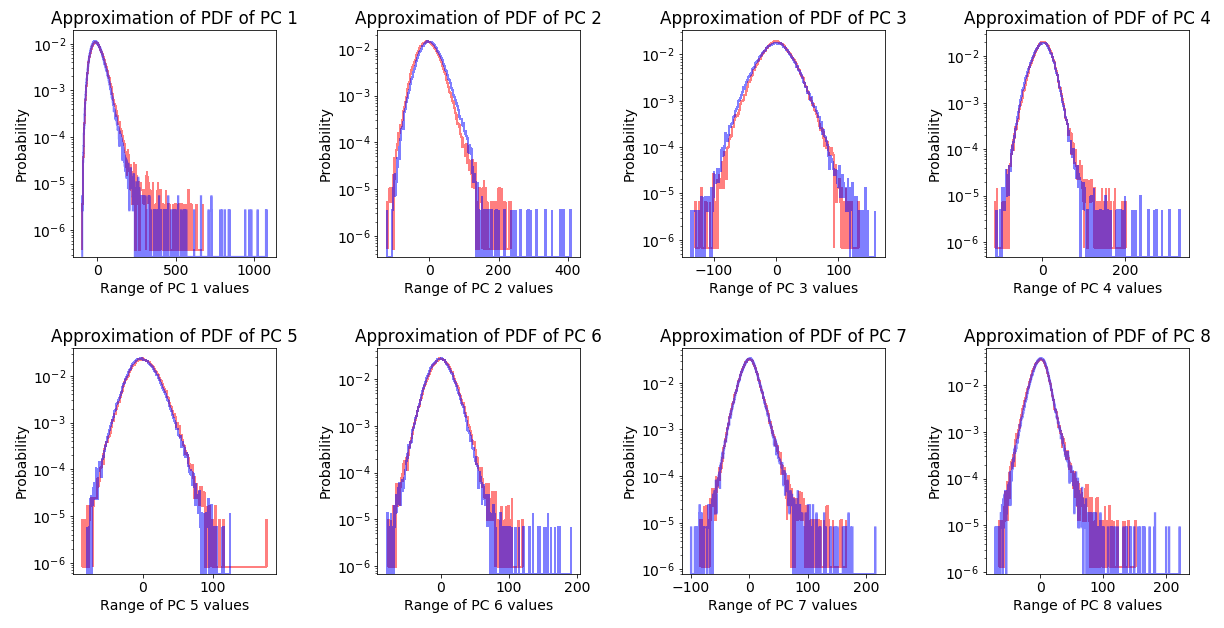 Approximation of PDF of PC 1
Probability
10⁻²
10⁻³
10⁻⁴
10⁻⁵
10⁻⁶
0
500
1000
Range of PC 1 values
Approximation of PDF of PC 2
Probability
10⁻²
10⁻³
10⁻⁴
10⁻⁵
10⁻⁶
0
200
400
Range of PC 2 values
Approximation of PDF of PC 3
Probability
10⁻²
10⁻³
10⁻⁴
10⁻⁵
10⁻⁶
−100
0
100
Range of PC 3 values
Approximation of PDF of PC 4
Probability
10⁻²
10⁻³
10⁻⁴
10⁻⁵
10⁻⁶
0
200
Range of PC 4 values
Approximation of PDF of PC 5
Probability
10⁻²
10⁻³
10⁻⁴
10⁻⁵
10⁻⁶
0
100
Range of PC 5 values
Approximation of PDF of PC 6
Probability
10⁻²
10⁻³
10⁻⁴
10⁻⁵
10⁻⁶
0
100
200
Range of PC 6 values
Approximation of PDF of PC 7
Probability
10⁻²
10⁻³
10⁻⁴
10⁻⁵
10⁻⁶
−100
0
100
200
Range of PC 7 values
Approximation of PDF of PC 8
Probability
10⁻²
10⁻³
10⁻⁴
10⁻⁵
10⁻⁶
0
100
200
Range of PC 8 values